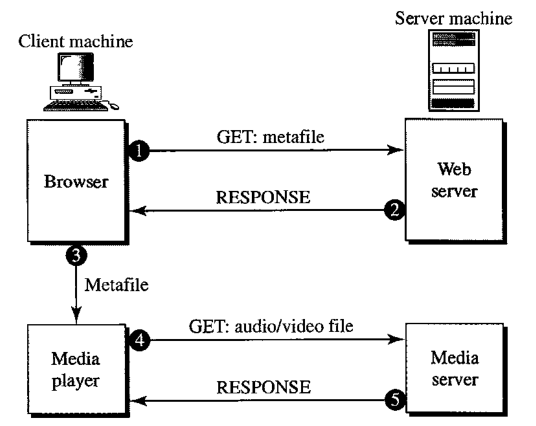 Server machine
Client machine
1
GET: metafile
Browser
Web
server
RESPONSE
2
3
Metafile
4
GET: audio/video file
Media
player
Media
server
RESPONSE
5